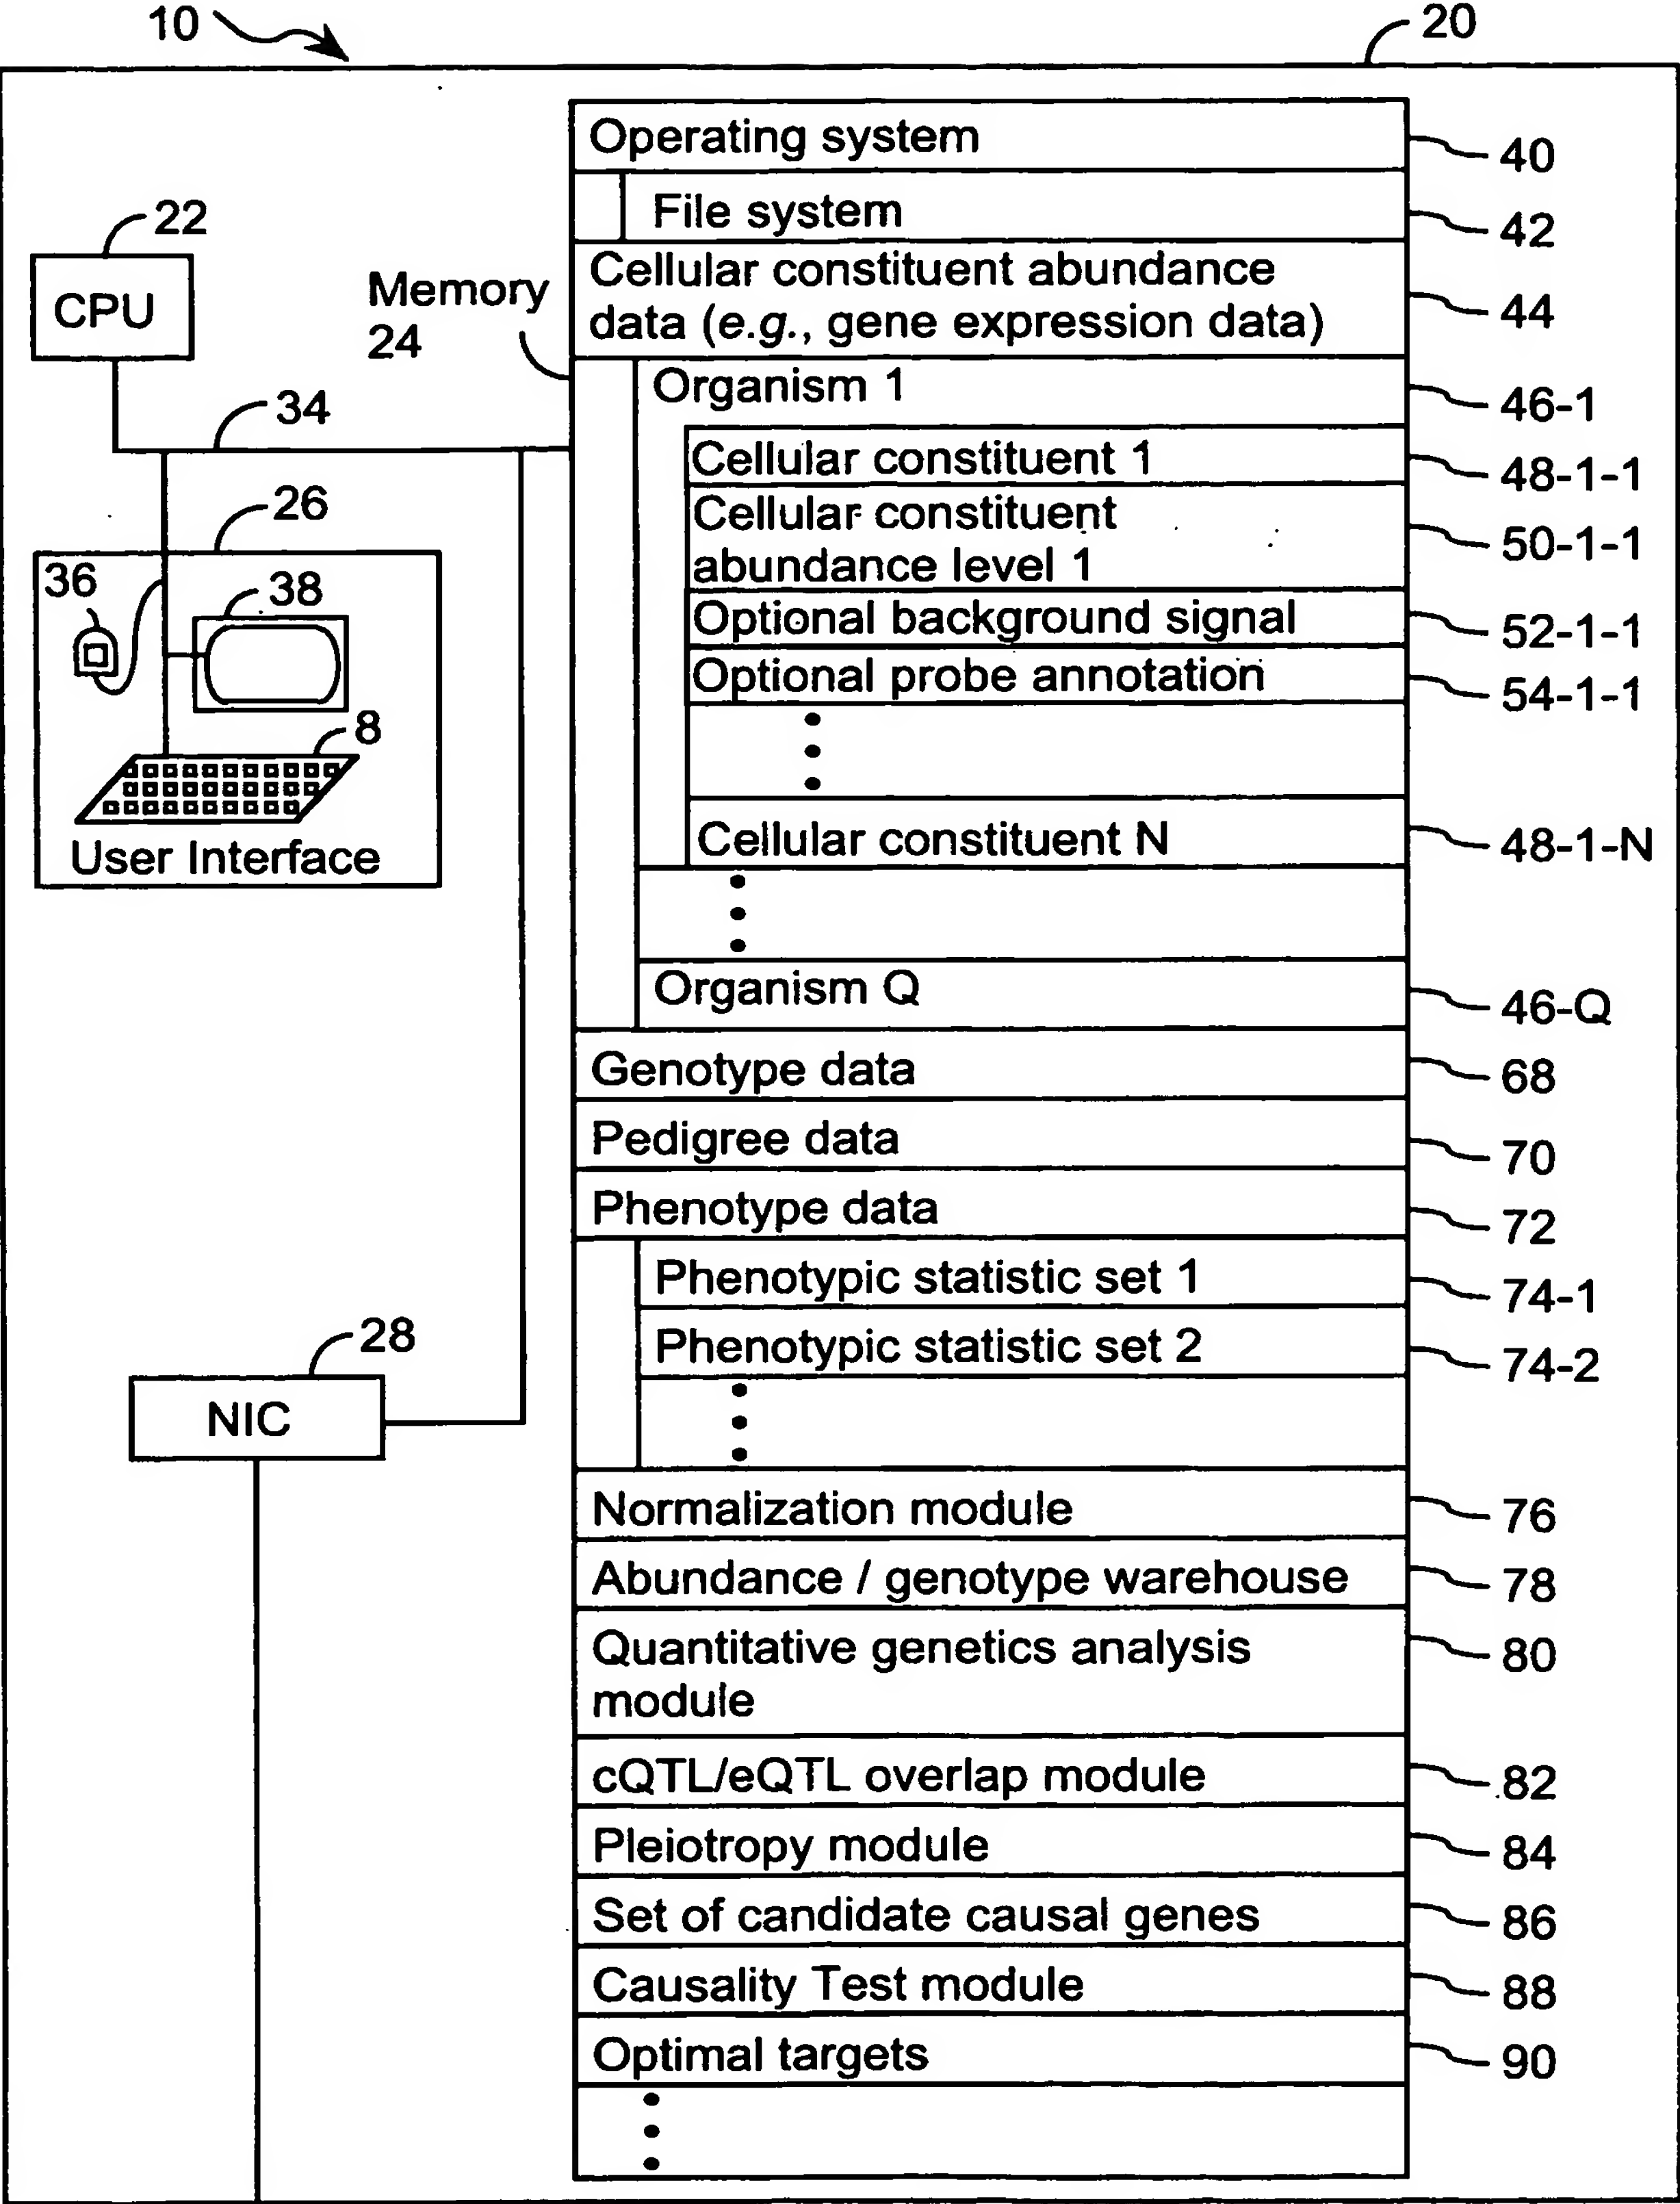 10
20
Operating system 40
File system 42
22
CPU
Memory
24
Cellular constituent abundance
data (e.g., gene expression data) 44
Organism 1 46-1
34
Cellular constituent 1 48-1-1
Cellular constituent
abundance level 1 50-1-1
26
36
38
Optional background signal 52-1-1
Optional probe annotation 54-1-1
8
User Interface
Cellular constituent N 48-1-N
Organism Q 46-Q
Genotype data 68
Pedigree data 70
Phenotype data 72
Phenotypic statistic set 1 74-1
Phenotypic statistic set 2 74-2
28
NIC
Normalization module 76
Abundance / genotype warehouse 78
Quantitative genetics analysis
module 80
cQTL/eQTL overlap module 82
Pleiotropy module 84
Set of candidate causal genes 86
Causality Test module 88
Optimal targets 90